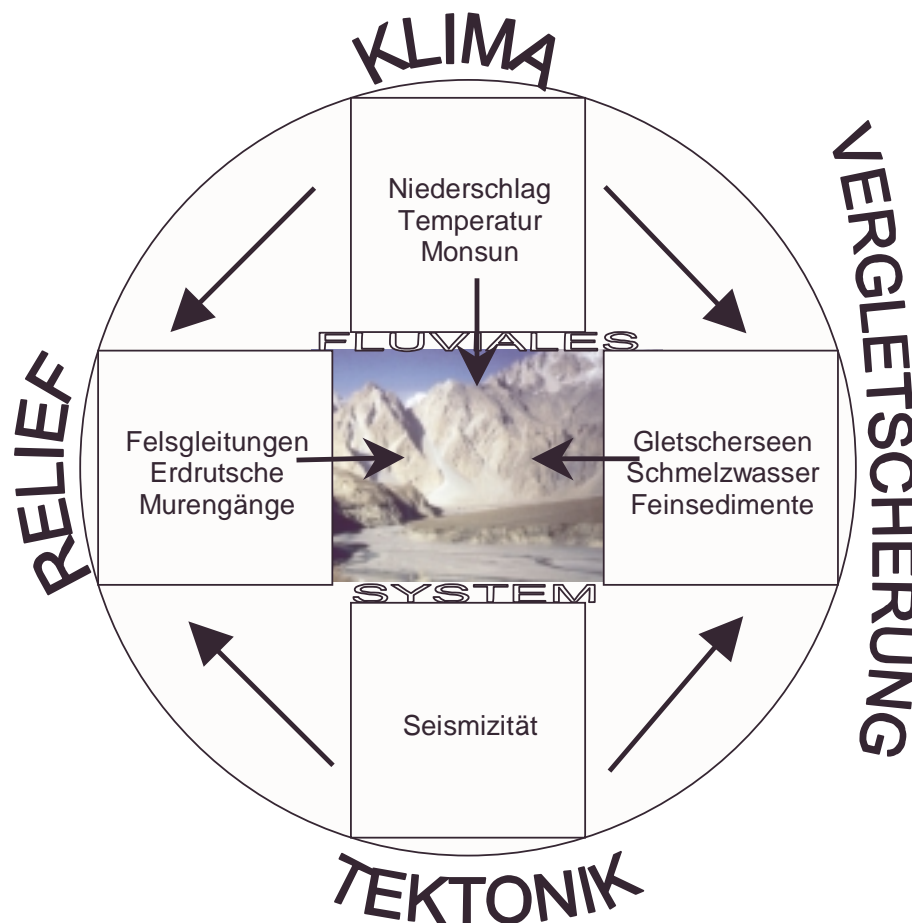 KLIMA
Niederschlag
Temperatur
Monsun
VERGLETSCHERUNG
FLUVIALES
RELIEF
Felsgleitungen
Erdrutsche
Murengänge
Gletscherseen
Schmelzwasser
Feinsedimente
SYSTEM
Seismizität
TEKTONIK